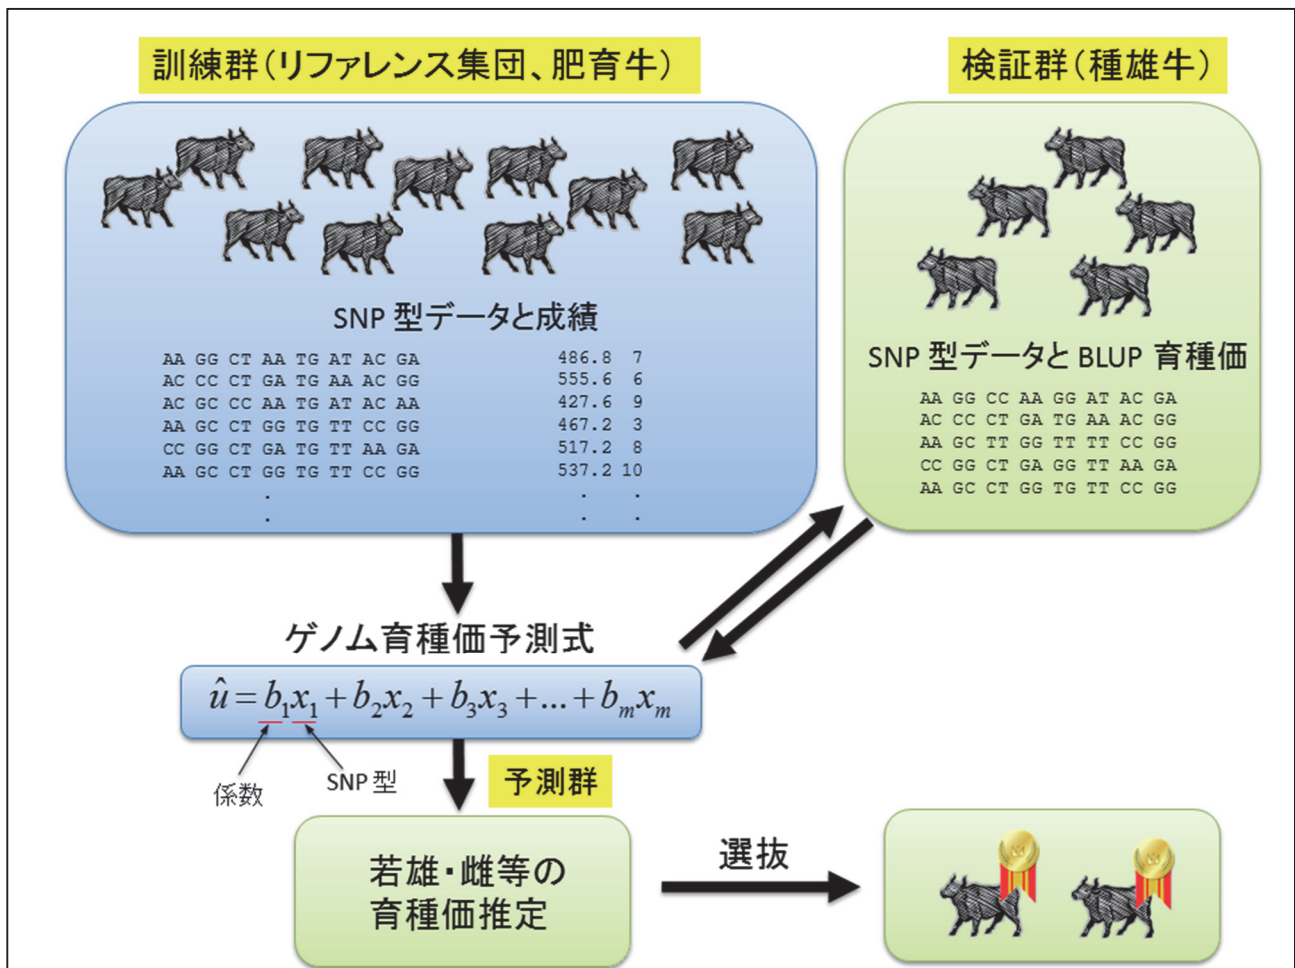 訓練群（リファレンス集団、肥育牛）
SNP 型データと成績
AA GG CT AA TG AT AC GA 486.8 7
AC CC CT GA TG AA AC GG 555.6 6
AC GC CC AA TG AT AC AA 427.6 9
AA GC CT GG TG TT CC GG 467.2 3
CC GG CT GA TG TT AA GA 517.2 8
AA GC CT GG TG TT CC GG 537.2 10
. . .
. . .
検証群（種雄牛）
SNP 型データと BLUP 育種価
AA GG CC AA GG AT AC GA
AC CC CT GA TG AA AC GG
AA GC TT GG TT TT CC GG
CC GG CT GA GG TT AA GA
AA GC CT GG TG TT CC GG
ゲノム育種価予測式
û = b₁x₁ + b₂x₂ + b₃x₃ + ... + bₘxₘ
係数
SNP 型
予測群
若雄・雌等の
育種価推定
選抜